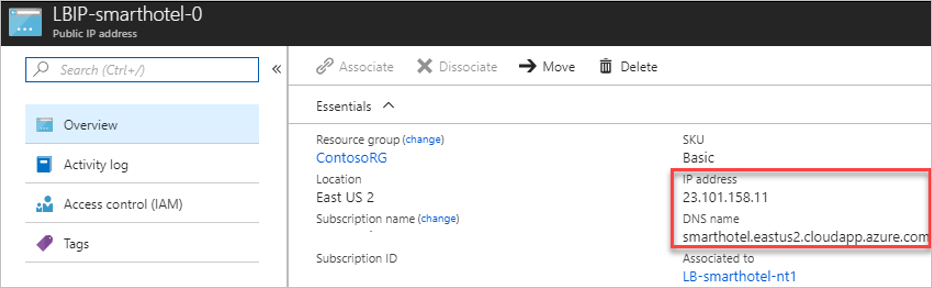 LBIP-smarthotel-0
Public IP address
Search (Ctrl+/)
Overview
Activity log
Access control (IAM)
Tags
Associate Dissociate Move Delete
Essentials
Resource group (change)
ContosoRG
Location
East US 2
Subscription name (change)
Subscription ID
SKU
Basic
IP address
23.101.158.11
DNS name
smarthotel.eastus2.cloudapp.azure.com
Associated to
LB-smarthotel-nt1